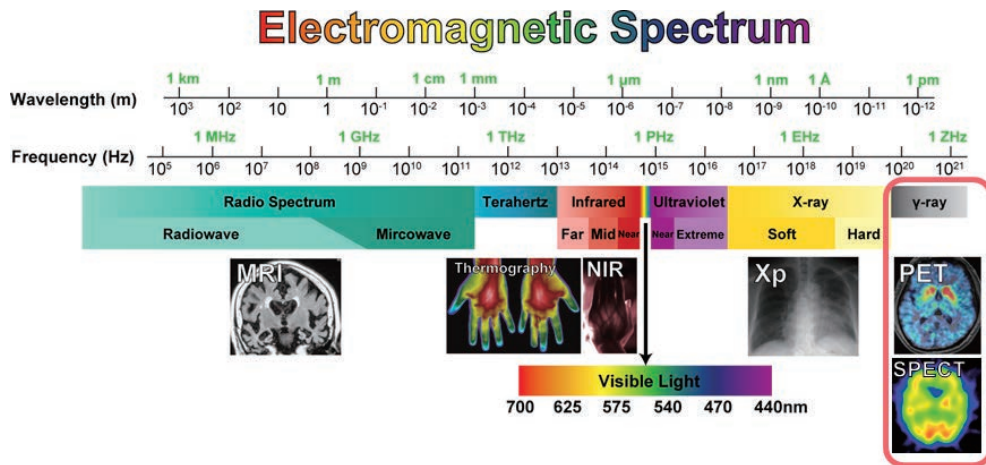 Electromagnetic Spectrum
1 km 1 m 1 cm 1 mm 1 μm 1 nm 1 Å 1 pm
Wavelength (m)
10³ 10² 10 1 10⁻¹ 10⁻² 10⁻³ 10⁻⁴ 10⁻⁵ 10⁻⁶ 10⁻⁷ 10⁻⁸ 10⁻⁹ 10⁻¹⁰ 10⁻¹¹ 10⁻¹²
1 MHz 1 GHz 1 THz 1 PHz 1 EHz 1 ZHz
Frequency (Hz)
10⁵ 10⁶ 10⁷ 10⁸ 10⁹ 10¹⁰ 10¹¹ 10¹² 10¹³ 10¹⁴ 10¹⁵ 10¹⁶ 10¹⁷ 10¹⁸ 10¹⁹ 10²⁰ 10²¹
Radio Spectrum Terahertz Infrared Ultraviolet X-ray γ-ray
Radiowave Mircowave Far Mid Near Near Extreme Soft Hard
MRI Thermography NIR Xp PET
SPECT
Visible Light
700 625 575 540 470 440nm